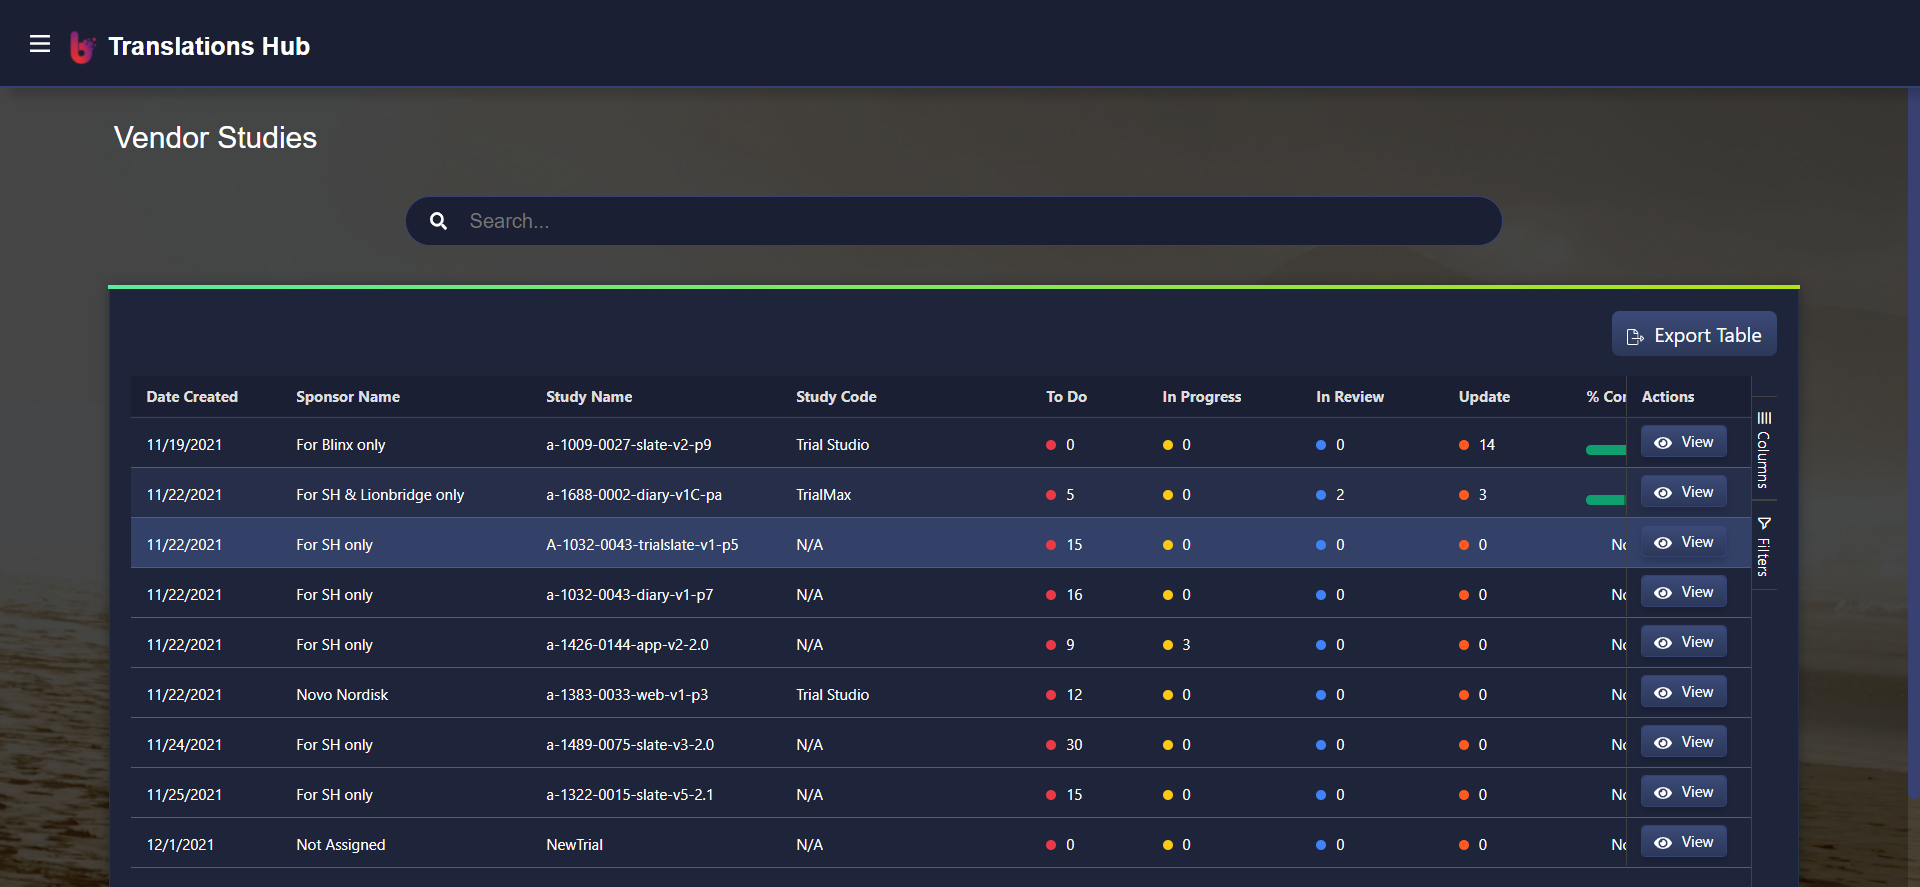 Translations Hub
Vendor Studies
Search...
Export Table
Date Created Sponsor Name Study Name Study Code To Do In Progress In Review Update % Actions
11/19/2021 For Blinx only a-1009-0027-slate-v2-p9 Trial Studio 0 0 0 14 View
11/22/2021 For SH & Lionbridge only a-1688-0002-diary-v1C-pa TrialMax 5 0 2 3 View
11/22/2021 For SH only A-1032-0043-trialslate-v1-p5 N/A 15 0 0 0 View
11/22/2021 For SH only a-1032-0043-diary-v1-p7 N/A 16 0 0 0 View
11/22/2021 For SH only a-1426-0144-app-v2-2.0 N/A 9 3 0 0 View
11/22/2021 Novo Nordisk a-1383-0033-web-v1-p3 Trial Studio 12 0 0 0 View
11/24/2021 For SH only a-1489-0075-slate-v3-2.0 N/A 30 0 0 0 View
11/25/2021 For SH only a-1322-0015-slate-v5-2.1 N/A 15 0 0 0 View
12/1/2021 Not Assigned NewTrial N/A 0 0 0 0 View
Columns
Filters